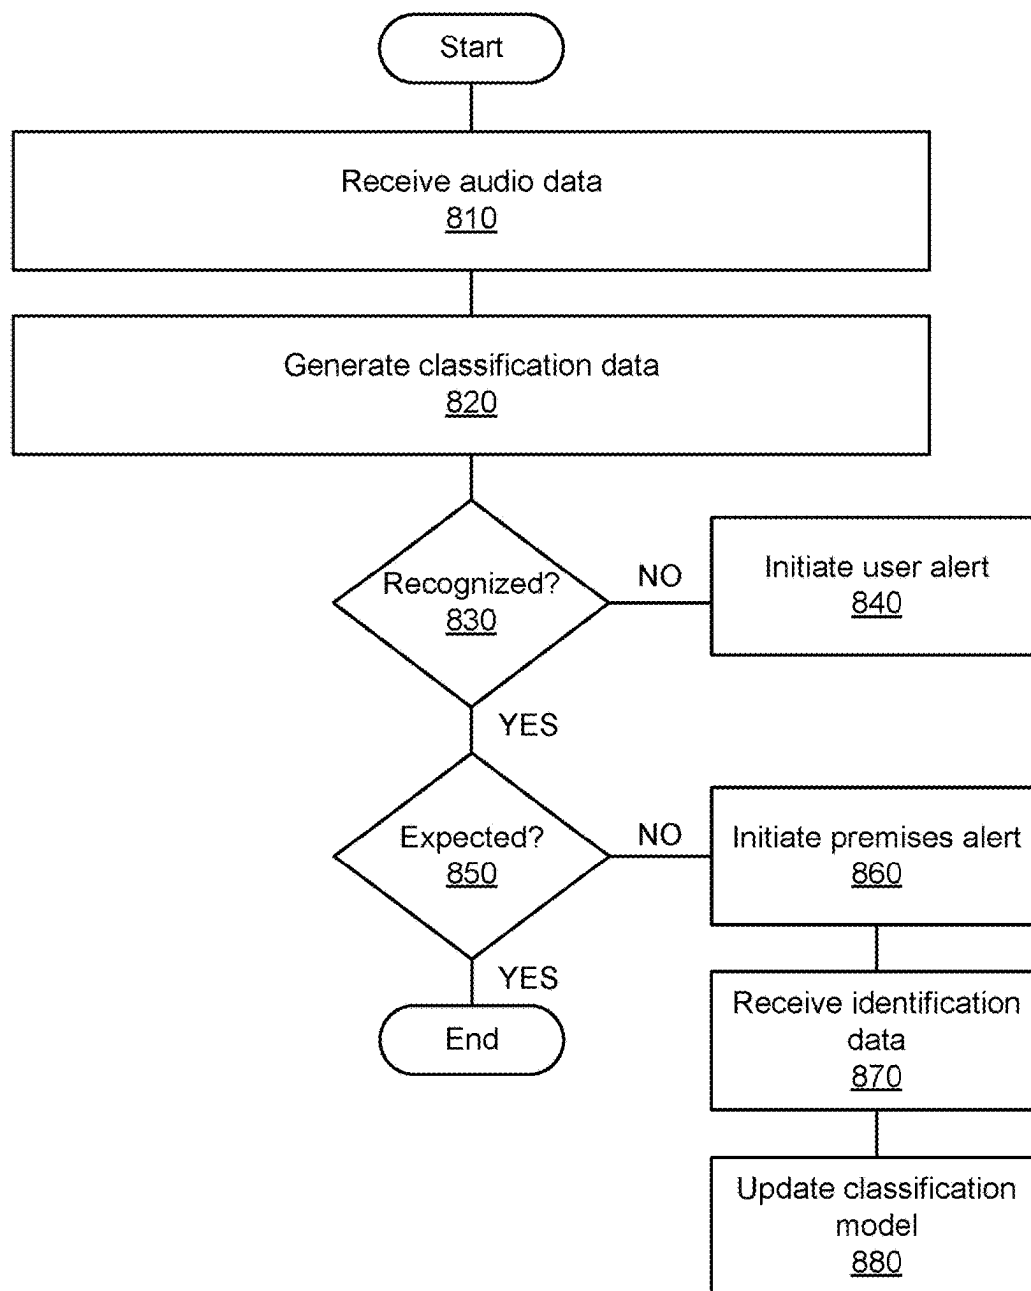 Start
Receive audio data
810
Generate classification data
820
Recognized?
830
NO
Initiate user alert
840
YES
Expected?
850
NO
Initiate premises alert
860
YES
End
Receive identification
data
870
Update classification
model
880